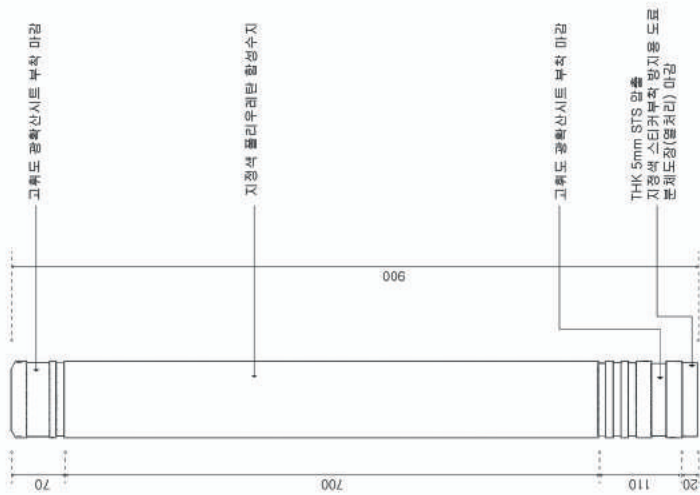 고휘도 광확산시트 부착 마감
지정색 폴리우레탄 합성수지
고휘도 광확산시트 부착 마감
THK 5mm STS 압출
지정색 스티커부착 방지용 도료
분체도장(열처리) 마감
900
70
700
110
20